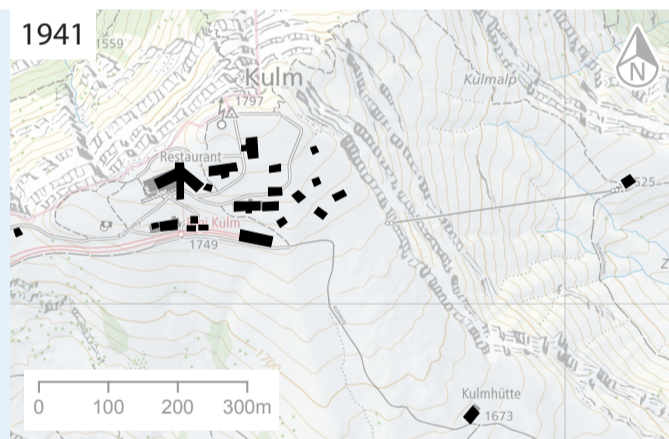 1941
1559
Kulm
1797
Kulmalp
N
Restaurant
525
Kulm
1749
Z
1700
Kulmhütte
1673
0 100 200 300m